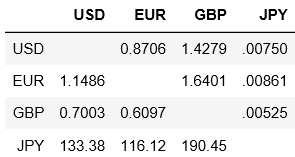 USD EUR GBP JPY
USD 0.8706 1.4279 .00750
EUR 1.1486 1.6401 .00861
GBP 0.7003 0.6097 .00525
JPY 133.38 116.12 190.45